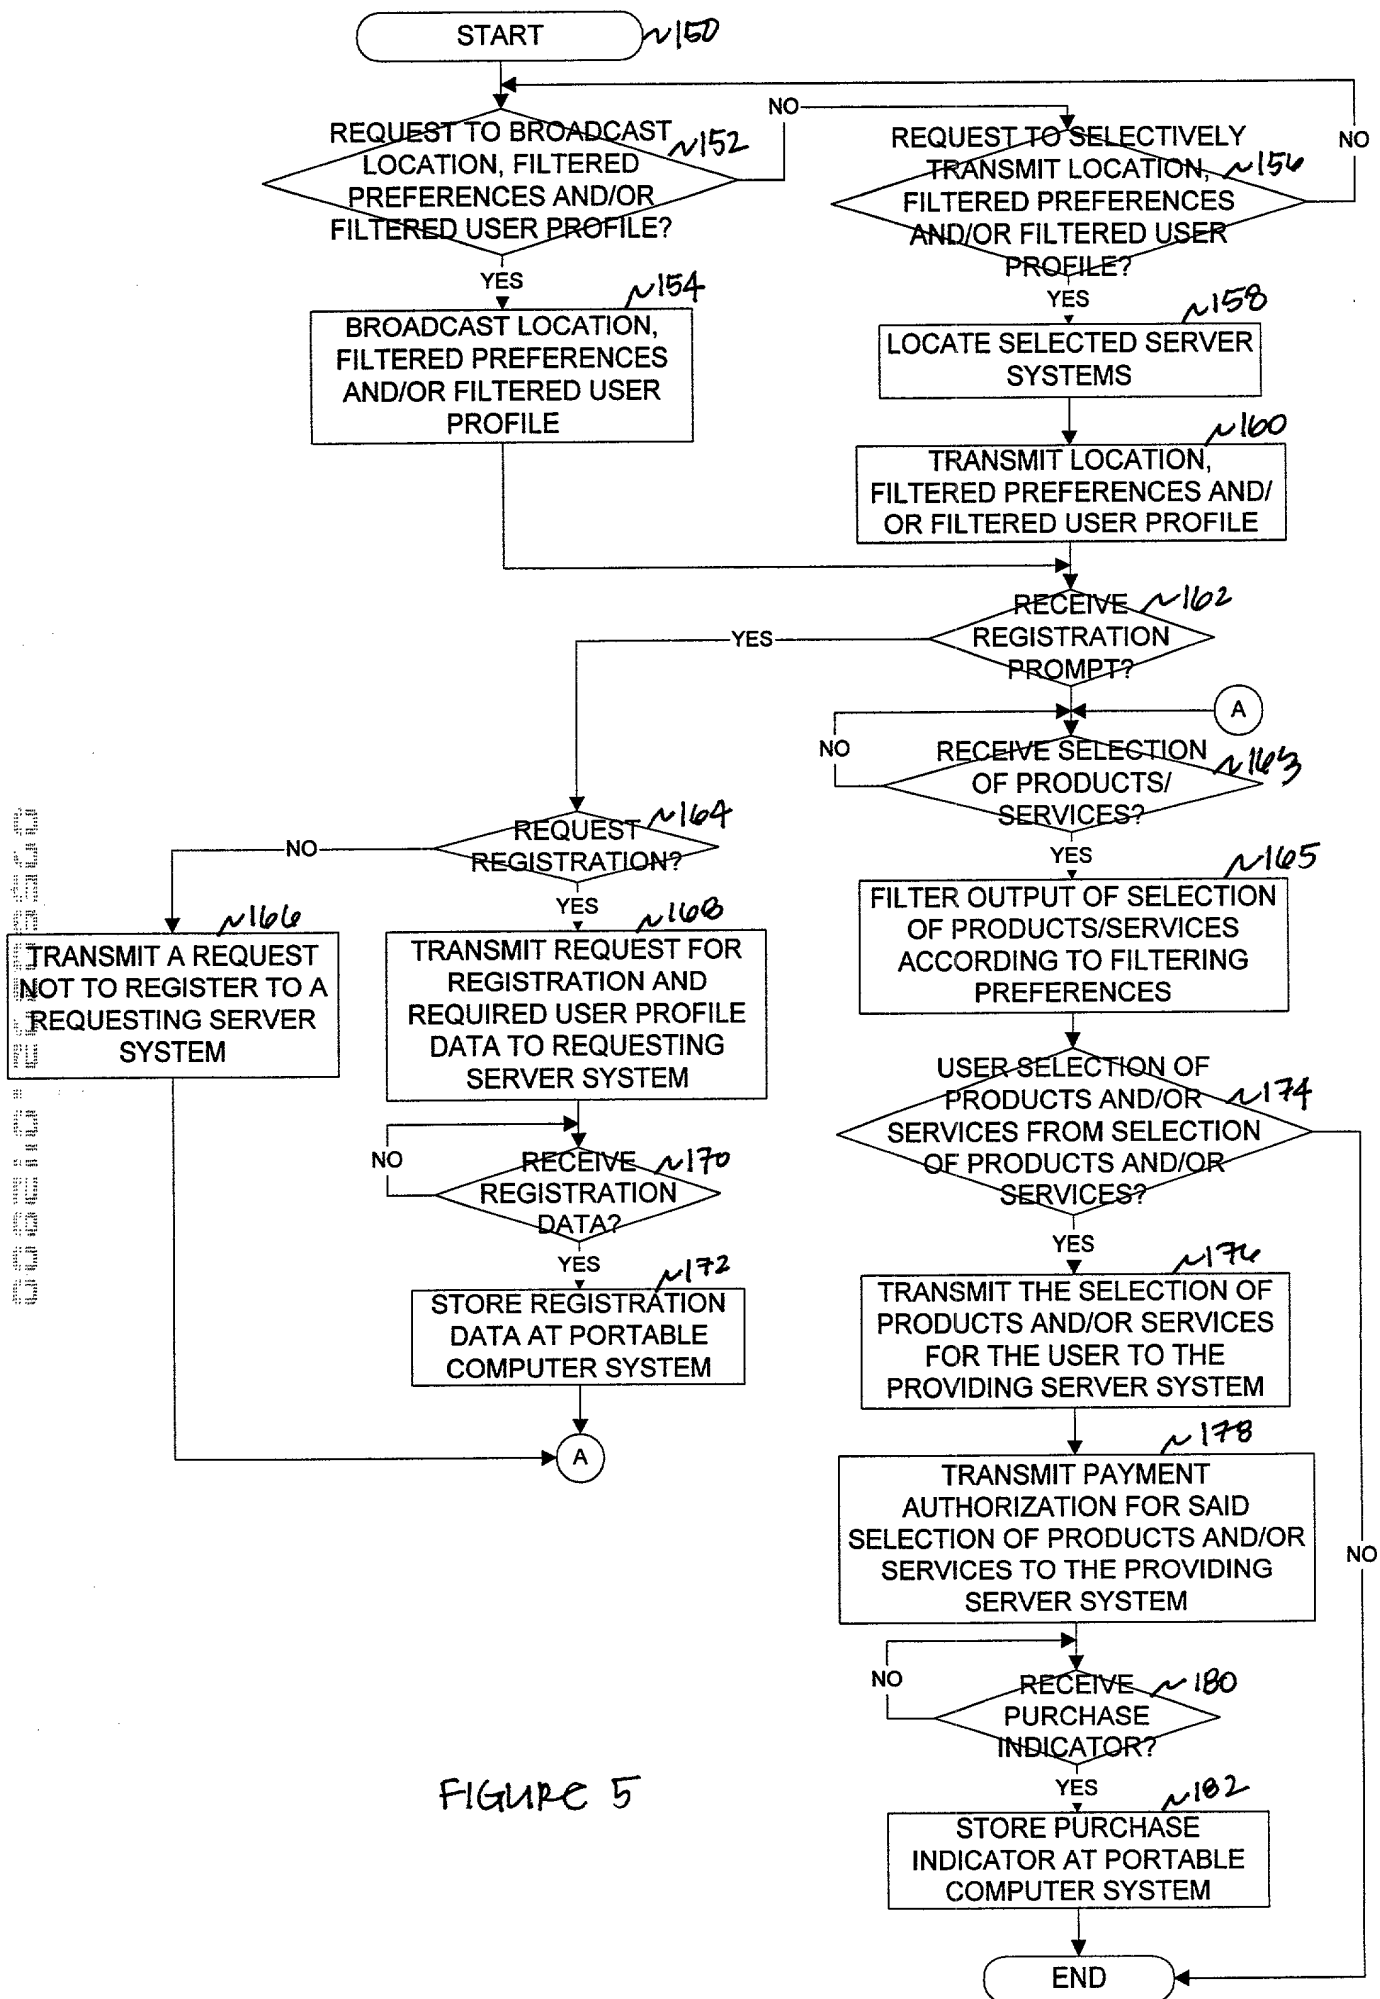 START
~150
REQUEST TO BROADCAST
LOCATION, FILTERED
PREFERENCES AND/OR
FILTERED USER PROFILE?
~152
NO
REQUEST TO SELECTIVELY
TRANSMIT LOCATION,
FILTERED PREFERENCES
AND/OR FILTERED USER
PROFILE?
~156
NO
YES
~154
BROADCAST LOCATION,
FILTERED PREFERENCES
AND/OR FILTERED USER
PROFILE
YES
~158
LOCATE SELECTED SERVER
SYSTEMS
~160
TRANSMIT LOCATION,
FILTERED PREFERENCES AND/
OR FILTERED USER PROFILE
RECEIVE
REGISTRATION
PROMPT?
~162
YES
A
NO
RECEIVE SELECTION
OF PRODUCTS/
SERVICES?
~163
YES
REQUEST
REGISTRATION?
~164
NO
YES
~165
FILTER OUTPUT OF SELECTION
OF PRODUCTS/SERVICES
ACCORDING TO FILTERING
PREFERENCES
~166
TRANSMIT A REQUEST
NOT TO REGISTER TO A
REQUESTING SERVER
SYSTEM
~168
TRANSMIT REQUEST FOR
REGISTRATION AND
REQUIRED USER PROFILE
DATA TO REQUESTING
SERVER SYSTEM
USER SELECTION OF
PRODUCTS AND/OR
SERVICES FROM SELECTION
OF PRODUCTS AND/OR
SERVICES?
~174
NO
RECEIVE
REGISTRATION
DATA?
~170
YES
YES
~172
STORE REGISTRATION
DATA AT PORTABLE
COMPUTER SYSTEM
~176
TRANSMIT THE SELECTION OF
PRODUCTS AND/OR SERVICES
FOR THE USER TO THE
PROVIDING SERVER SYSTEM
A
~178
TRANSMIT PAYMENT
AUTHORIZATION FOR SAID
SELECTION OF PRODUCTS AND/OR
SERVICES TO THE PROVIDING
SERVER SYSTEM
NO
NO
RECEIVE
PURCHASE
INDICATOR?
~180
YES
~182
STORE PURCHASE
INDICATOR AT PORTABLE
COMPUTER SYSTEM
END
FIGURE 5